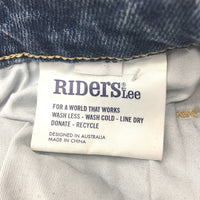 RIDERS by Lee
FOR A WORLD THAT WORKS
WASH LESS - WASH COLD - LINE DRY
DONATE - RECYCLE
DESIGNED IN AUSTRALIA
MADE IN CHINA